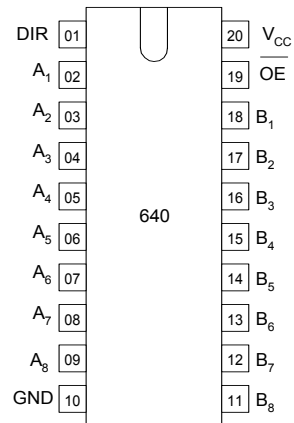 DIR 01 20 V_CC
A₁ 02 19 O̅E̅
A₂ 03 18 B₁
A₃ 04 17 B₂
A₄ 05 16 B₃
640
A₅ 06 15 B₄
A₆ 07 14 B₅
A₇ 08 13 B₆
A₈ 09 12 B₇
GND 10 11 B₈